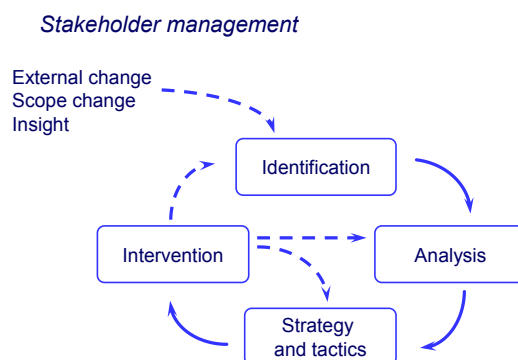 Stakeholder management
External change
Scope change
Insight
Identification
Intervention
Analysis
Strategy
and tactics